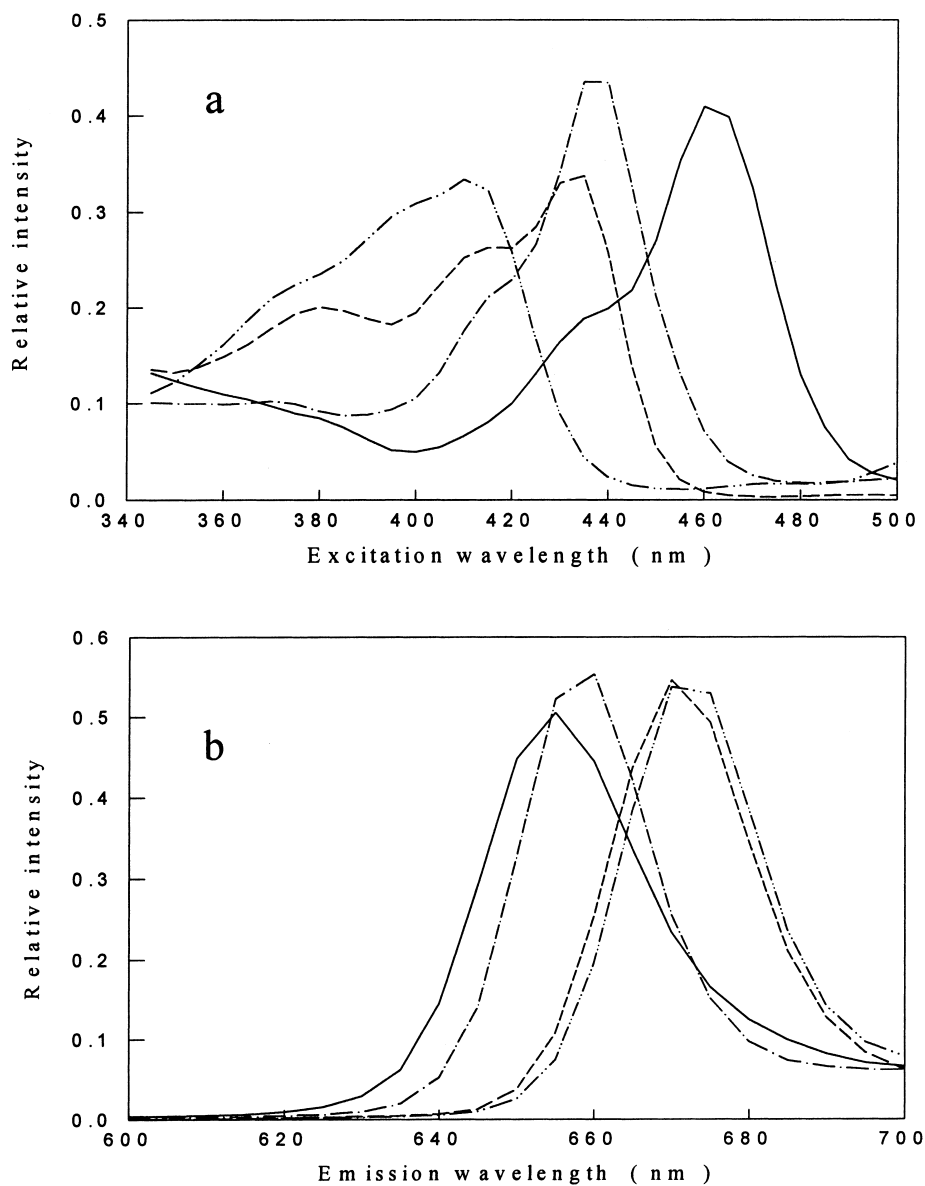 0.5
0.4
0.3
0.2
0.1
0.0
a
Relative intensity
340 360 380 400 420 440 460 480 500
Excitation wavelength ( nm )
0.6
0.5
0.4
0.3
0.2
0.1
0.0
b
Relative intensity
600 620 640 660 680 700
Emission wavelength ( nm )